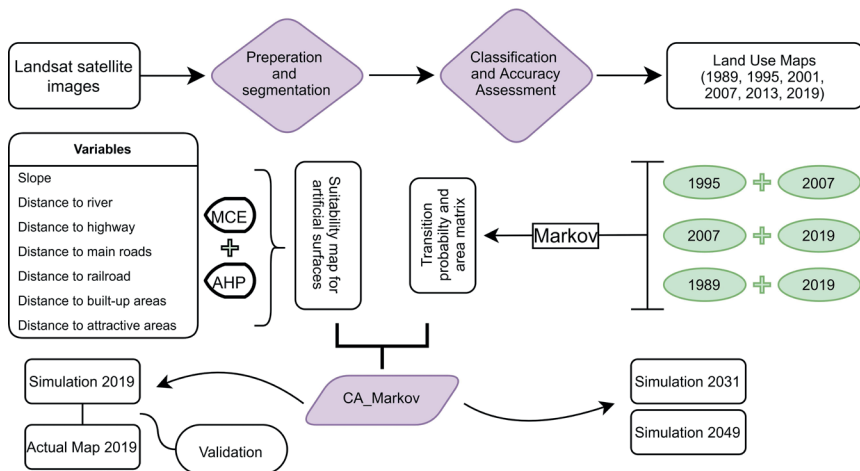 Landsat satellite
images
Preperation
and
segmentation
Classification
and Accuracy
Assessment
Land Use Maps
(1989, 1995, 2001,
2007, 2013, 2019)
Variables
Slope
Distance to river
Distance to highway
Distance to main roads
Distance to railroad
Distance to built-up areas
Distance to attractive areas
MCE
+
AHP
Suitability map for
artificial surfaces
Transition
probabilty and
area matrix
Markov
1995 + 2007
2007 + 2019
1989 + 2019
CA_Markov
Simulation 2019
Actual Map 2019
Validation
Simulation 2031
Simulation 2049